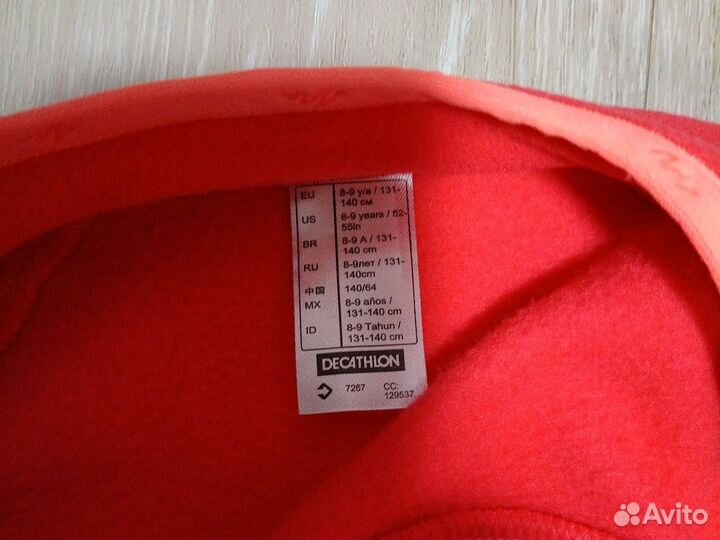 EU 8-9 y/a / 131-
140 см
US 8-9 years / 52-
55in
BR 8-9 A / 131-
140 cm
RU 8-9лет / 131-
140cm
中国 140/64
MX 8-9 años /
131-140 cm
ID 8-9 Tahun /
131-140 cm
DECATHLON
7267 CC:
129537
Avito